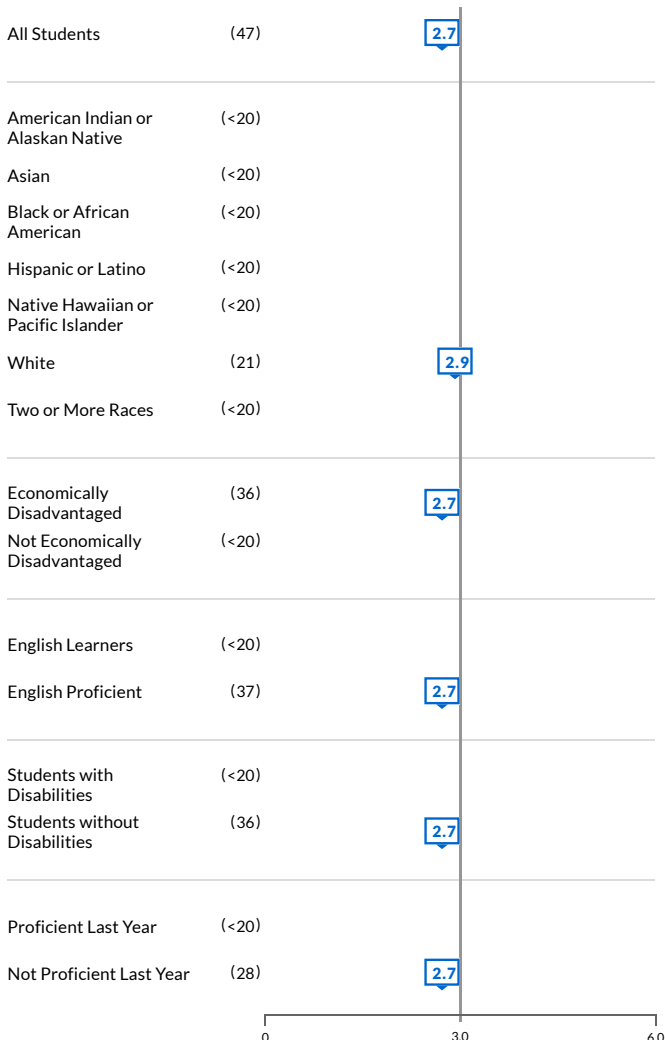 All Students (47) 2.7
American Indian or (<20)
Alaskan Native
Asian (<20)
Black or African (<20)
American
Hispanic or Latino (<20)
Native Hawaiian or (<20)
Pacific Islander
White (21) 2.9
Two or More Races (<20)
Economically (36) 2.7
Disadvantaged
Not Economically (<20)
Disadvantaged
English Learners (<20)
English Proficient (37) 2.7
Students with (<20)
Disabilities
Students without (36) 2.7
Disabilities
Proficient Last Year (<20)
Not Proficient Last Year (28) 2.7
0 3.0 6.0